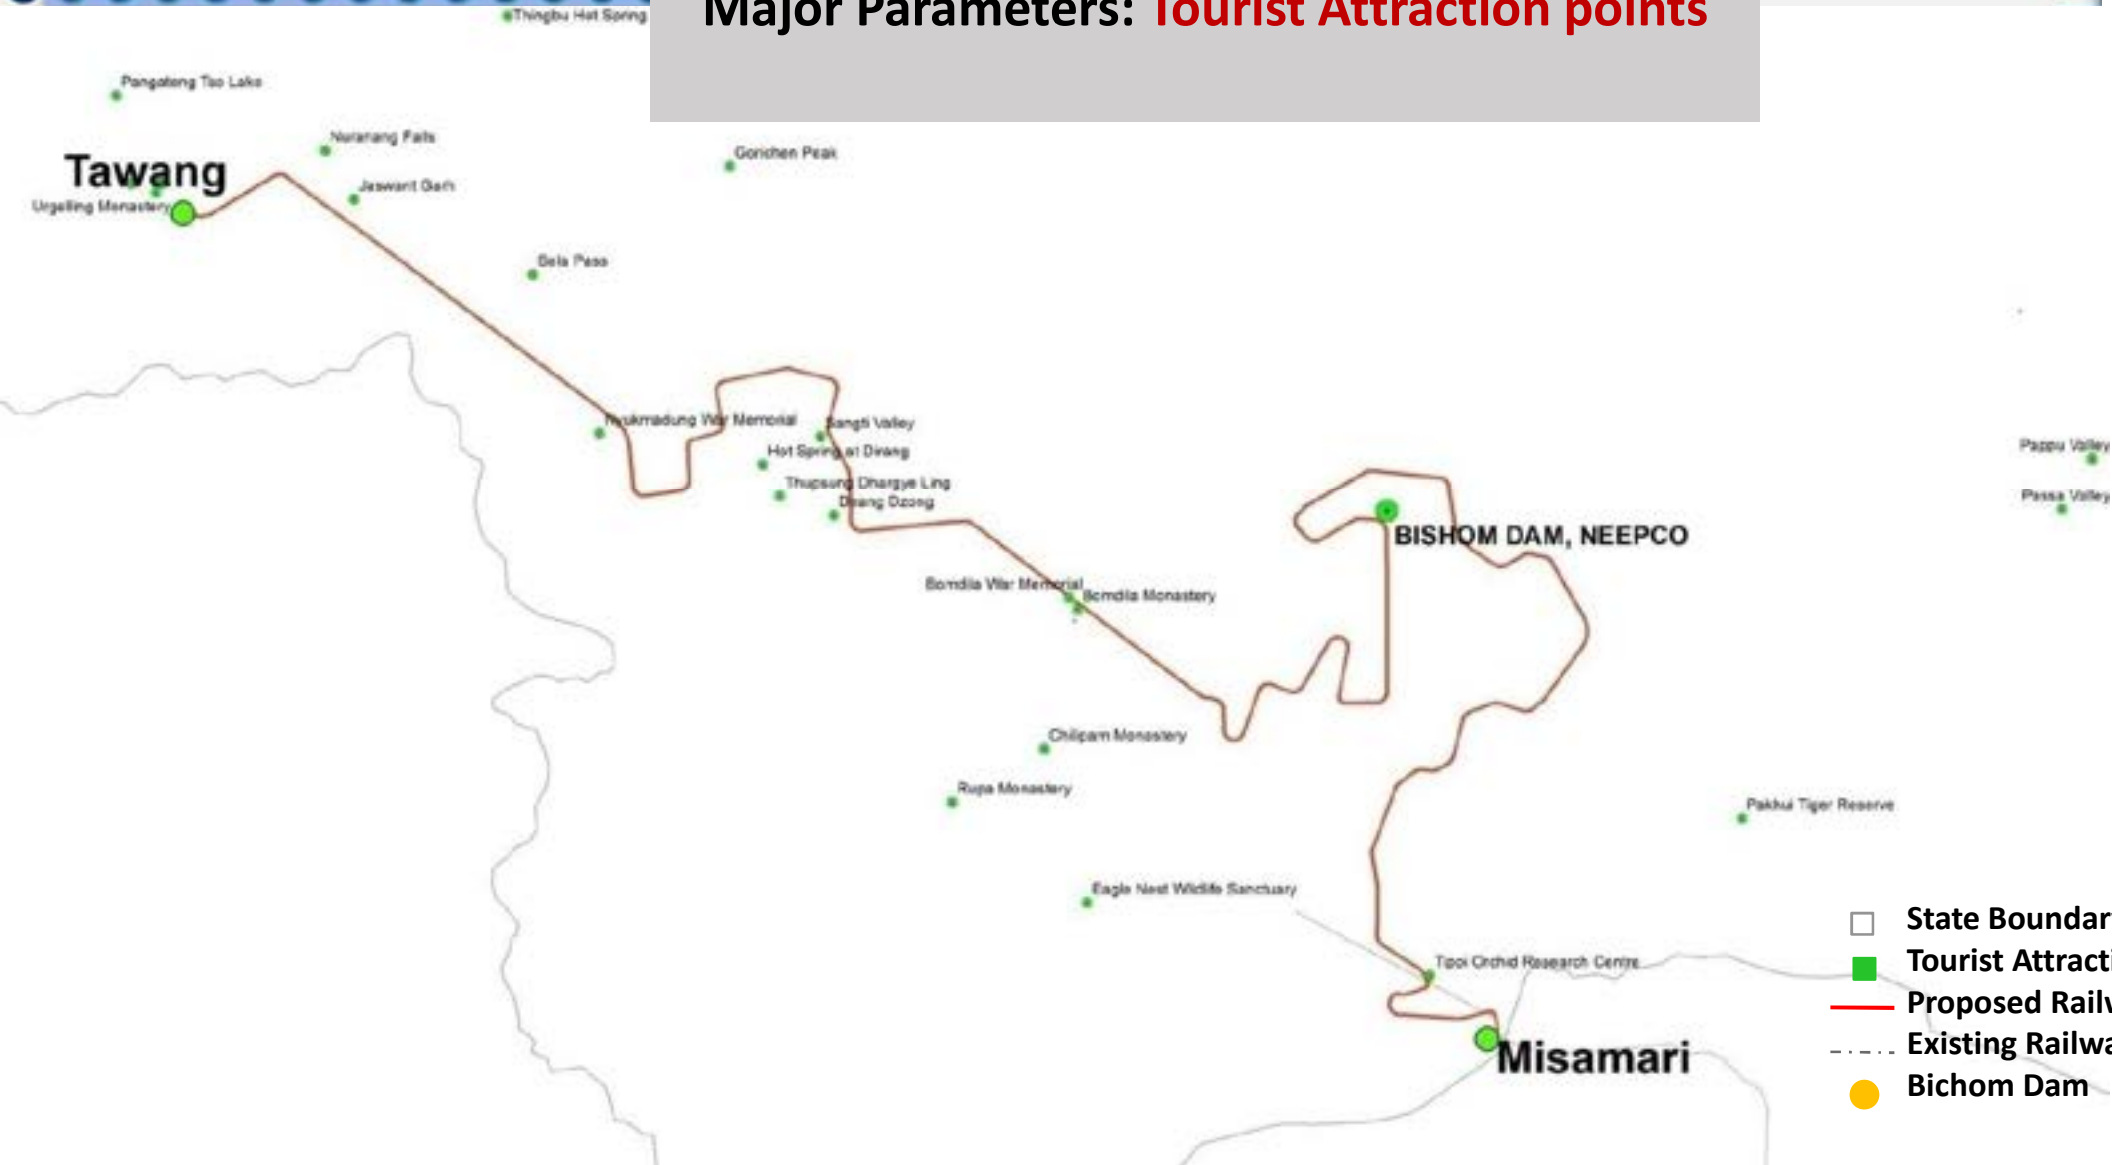 Major Parameters: Tourist Attraction points
Thingbu Hot Spring
Pangateng Tso Lake
Nuranang Falls
Gorichen Peak
Tawang
Jaswant Garh
Urgelling Monastery
Sela Pass
Nyukmadung War Memorial
Sangti Valley
Hot Spring at Dirang
Thupsung Dhargye Ling
Dirang Dzong
Pappu Valley
Passa Valley
BISHOM DAM, NEEPCO
Bomdila War Memorial
Bomdila Monastery
Chilipam Monastery
Rupa Monastery
Pakhui Tiger Reserve
Eagle Nest Wildlife Sanctuary
Tipi Orchid Research Centre
Misamari
State Boundar
Tourist Attracti
Proposed Railw
Existing Railwa
Bichom Dam